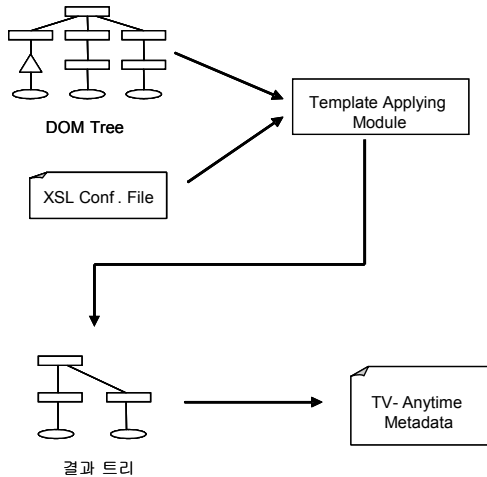 DOM Tree
Template Applying
Module
XSL Conf. File
TV- Anytime
Metadata
결과 트리